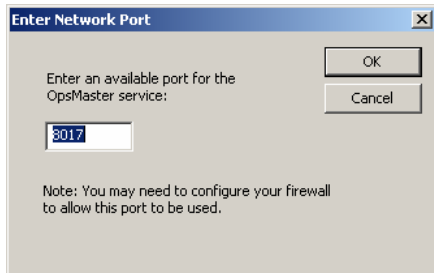 Enter Network Port
OK
Enter an available port for the
OpsMaster service:
Cancel
8017
Note: You may need to configure your firewall
to allow this port to be used.